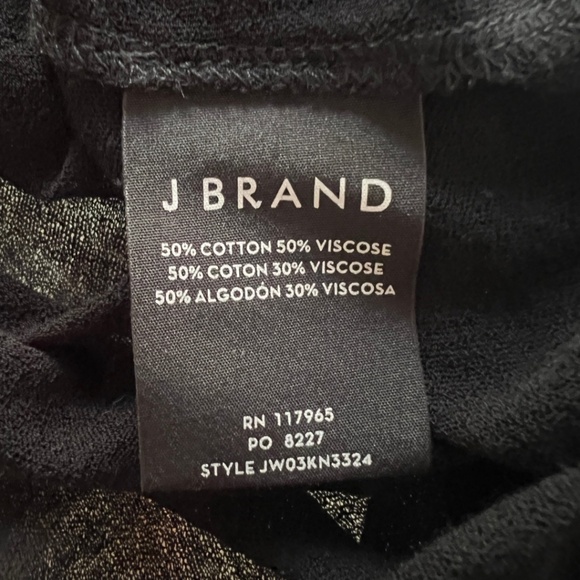 J BRAND
50% COTTON 50% VISCOSE
50% COTON 30% VISCOSE
50% ALGODÓN 30% VISCOSA
RN 117965
PO 8227
STYLE JW03KN3324